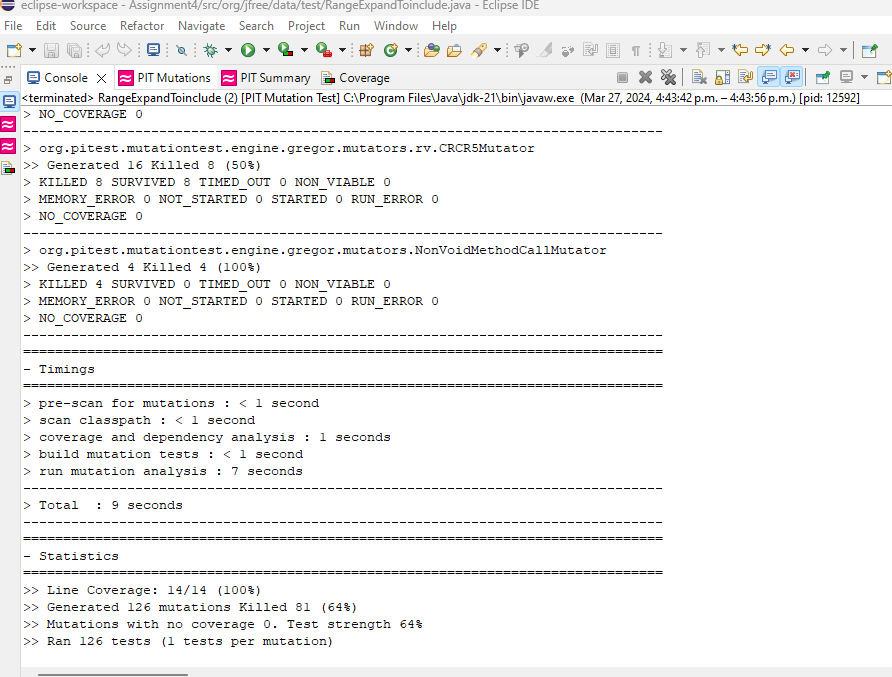 eclipse-workspace - Assignment4/src/org/jfree/data/test/RangeExpandToinclude.java - Eclipse IDE
File Edit Source Refactor Navigate Search Project Run Window Help
Console PIT Mutations PIT Summary Coverage
<terminated> RangeExpandToinclude (2) [PIT Mutation Test] C:\Program Files\Java\jdk-21\bin\javaw.exe (Mar 27, 2024, 4:43:42 p.m. – 4:43:56 p.m.) [pid: 12592]
> NO_COVERAGE 0
--------------------------------------------------------------------------------
> org.pitest.mutationtest.engine.gregor.mutators.rv.CRCR5Mutator
>> Generated 16 Killed 8 (50%)
> KILLED 8 SURVIVED 8 TIMED_OUT 0 NON_VIABLE 0
> MEMORY_ERROR 0 NOT_STARTED 0 STARTED 0 RUN_ERROR 0
> NO_COVERAGE 0
--------------------------------------------------------------------------------
> org.pitest.mutationtest.engine.gregor.mutators.NonVoidMethodCallMutator
>> Generated 4 Killed 4 (100%)
> KILLED 4 SURVIVED 0 TIMED_OUT 0 NON_VIABLE 0
> MEMORY_ERROR 0 NOT_STARTED 0 STARTED 0 RUN_ERROR 0
> NO_COVERAGE 0
--------------------------------------------------------------------------------
================================================================================
- Timings
================================================================================
> pre-scan for mutations : < 1 second
> scan classpath : < 1 second
> coverage and dependency analysis : 1 seconds
> build mutation tests : < 1 second
> run mutation analysis : 7 seconds
--------------------------------------------------------------------------------
> Total  : 9 seconds
--------------------------------------------------------------------------------
================================================================================
- Statistics
================================================================================
>> Line Coverage: 14/14 (100%)
>> Generated 126 mutations Killed 81 (64%)
>> Mutations with no coverage 0. Test strength 64%
>> Ran 126 tests (1 tests per mutation)